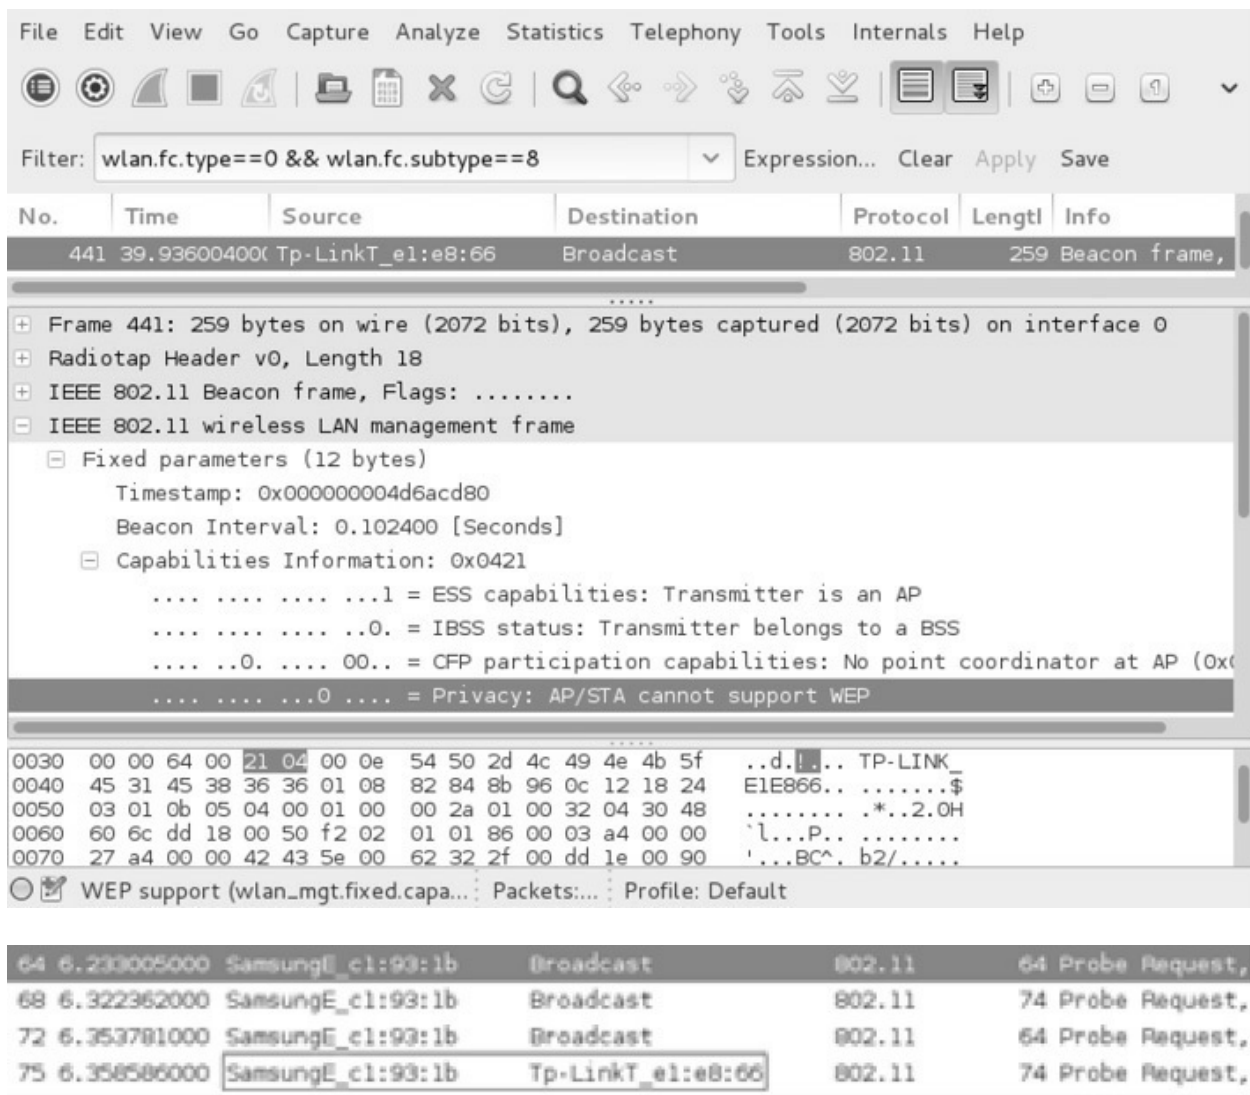 File Edit View Go Capture Analyze Statistics Telephony Tools Internals Help
Filter: wlan.fc.type==0 && wlan.fc.subtype==8 Expression... Clear Apply Save
No. Time Source Destination Protocol Lengtl Info
441 39.936004000 Tp-LinkT_e1:e8:66 Broadcast 802.11 259 Beacon frame,
Frame 441: 259 bytes on wire (2072 bits), 259 bytes captured (2072 bits) on interface 0
Radiotap Header v0, Length 18
IEEE 802.11 Beacon frame, Flags: ........
IEEE 802.11 wireless LAN management frame
Fixed parameters (12 bytes)
Timestamp: 0x000000004d6acd80
Beacon Interval: 0.102400 [Seconds]
Capabilities Information: 0x0421
.... .... .... ...1 = ESS capabilities: Transmitter is an AP
.... .... .... ..0. = IBSS status: Transmitter belongs to a BSS
.... ..0. .... 00.. = CFP participation capabilities: No point coordinator at AP (0x0
.... .... ...0 .... = Privacy: AP/STA cannot support WEP
0030 00 00 64 00 21 04 00 0e 54 50 2d 4c 49 4e 4b 5f ..d.!... TP-LINK_
0040 45 31 45 38 36 36 01 08 82 84 8b 96 0c 12 18 24 E1E866.. .......$
0050 03 01 0b 05 04 00 01 00 00 2a 01 00 32 04 30 48 ........ .*..2.0H
0060 60 6c dd 18 00 50 f2 02 01 01 86 00 03 a4 00 00 `l...P.. ........
0070 27 a4 00 00 42 43 5e 00 62 32 2f 00 dd 1e 00 90 '...BC^. b2/.....
WEP support (wlan_mgt.fixed.capa... Packets:... Profile: Default
64 6.233005000 SamsungE_c1:93:1b Broadcast 802.11 64 Probe Request,
68 6.322362000 SamsungE_c1:93:1b Broadcast 802.11 74 Probe Request,
72 6.353781000 SamsungE_c1:93:1b Broadcast 802.11 64 Probe Request,
75 6.358586000 SamsungE_c1:93:1b Tp-LinkT_e1:e8:66 802.11 74 Probe Request,